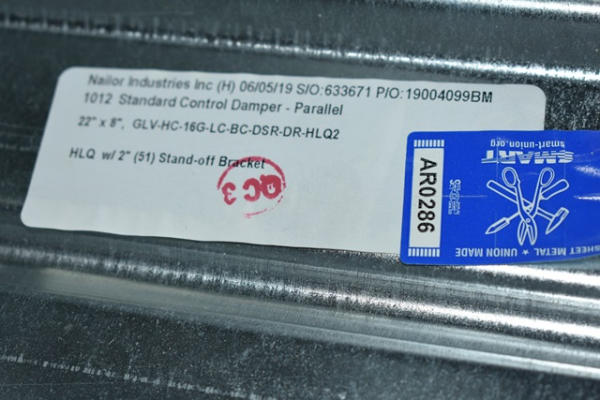 Nailor Industries Inc (H) 06/05/19 S/O:633671 P/O:19004099BM
1012 Standard Control Damper - Parallel
22" x 8", GLV-HC-16G-LC-BC-DSR-DR-HLQ2
HLQ w/ 2" (51) Stand-off Bracket
QC 3
AR0286
SMART
smart-union.org
SHEET METAL ★ UNION MADE